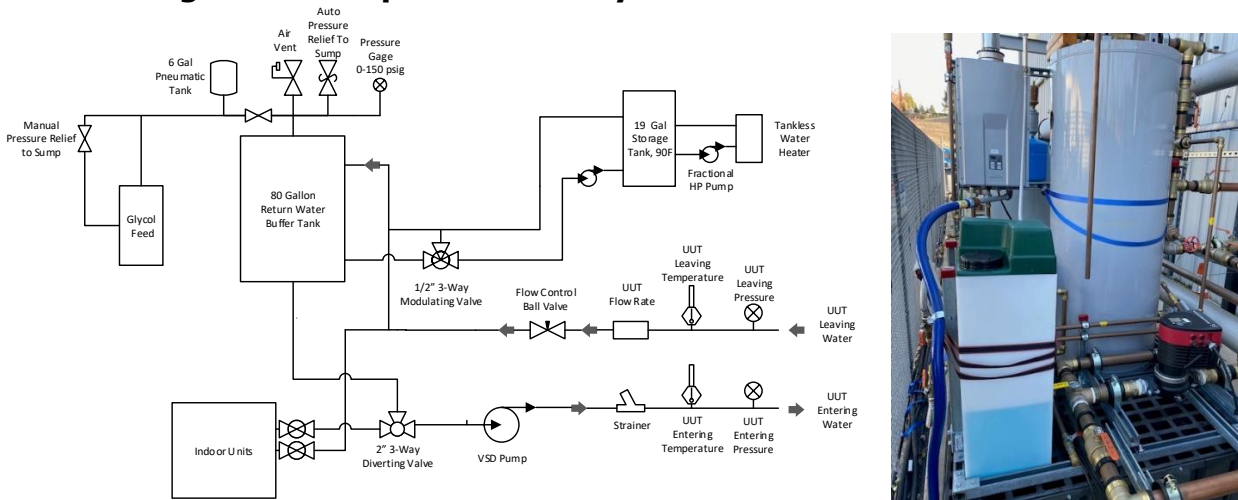 Auto
Pressure
Relief To
Sump
Air
Vent
Pressure
Gage
0-150 psig
6 Gal
Pneumatic
Tank
Manual
Pressure Relief
to Sump
19 Gal
Storage
Tank, 90F
Tankless
Water
Heater
Fractional
HP Pump
80 Gallon
Return Water
Buffer Tank
Glycol
Feed
1/2” 3-Way
Modulating Valve
Flow Control
Ball Valve
UUT
Flow Rate
UUT
Leaving
Temperature
UUT
Leaving
Pressure
UUT
Leaving
Water
Indoor Units
2” 3-Way
Diverting Valve
VSD Pump
Strainer
UUT
Entering
Temperature
UUT
Entering
Pressure
UUT
Entering
Water